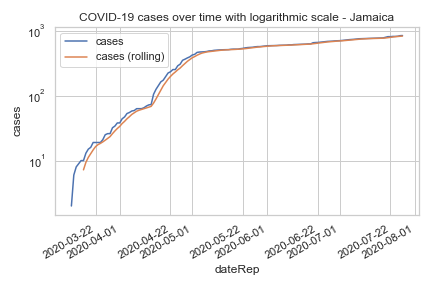 COVID-19 cases over time with logarithmic scale - Jamaica
cases
cases (rolling)
10³
10²
10¹
cases
2020-03-22
2020-04-01
2020-04-22
2020-05-01
2020-05-22
2020-06-01
2020-06-22
2020-07-01
2020-07-22
2020-08-01
dateRep